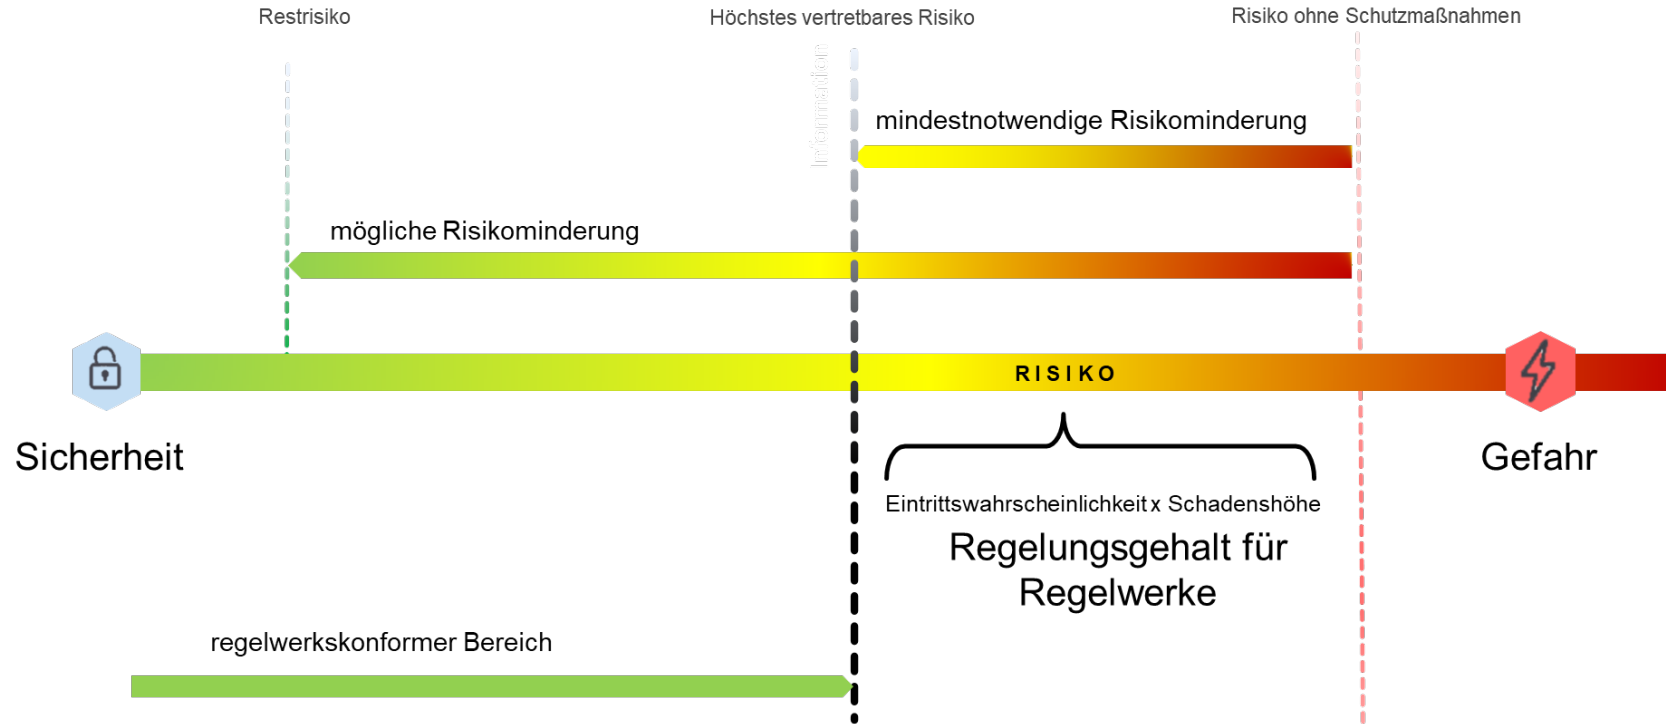 Restrisiko
Höchstes vertretbares Risiko
Risiko ohne Schutzmaßnahmen
Information
mindestnotwendige Risikominderung
mögliche Risikominderung
RISIKO
Sicherheit
Gefahr
Eintrittswahrscheinlichkeit x Schadenshöhe
Regelungsgehalt für
Regelwerke
regelwerkskonformer Bereich